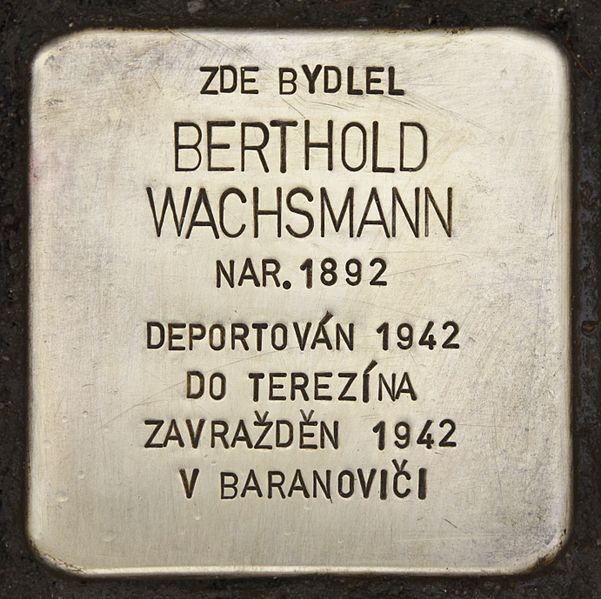 ZDE BYDLEL
BERTHOLD
WACHSMANN
NAR. 1892
DEPORTOVÁN 1942
DO TEREZÍNA
ZAVRAŽDĚN 1942
V BARANOVIČI